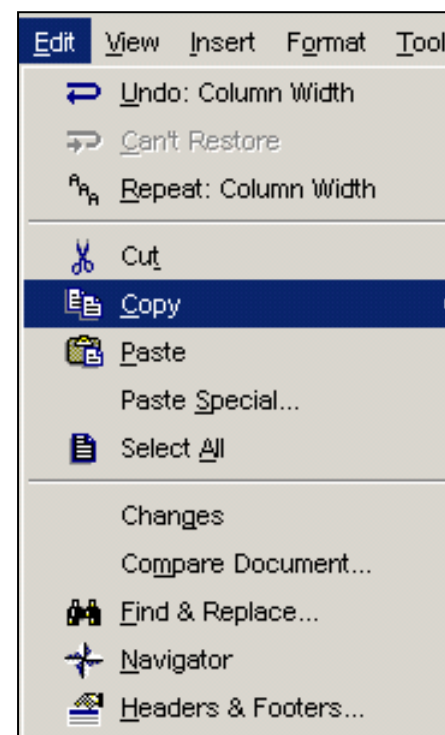 Edit View Insert Format Tool
Undo: Column Width
Can't Restore
Repeat: Column Width
Cut
Copy
Paste
Paste Special...
Select All
Changes
Compare Document...
Find & Replace...
Navigator
Headers & Footers...